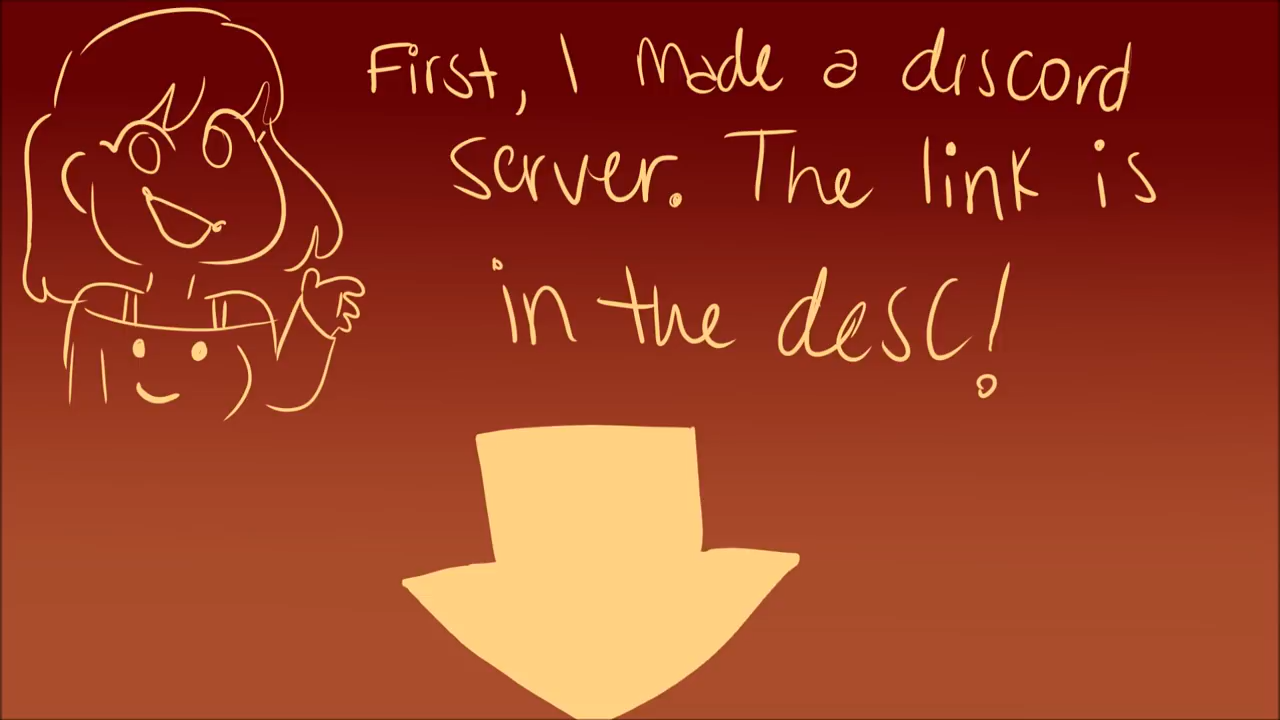 First, I made a discord
server. The link is
in the desc!